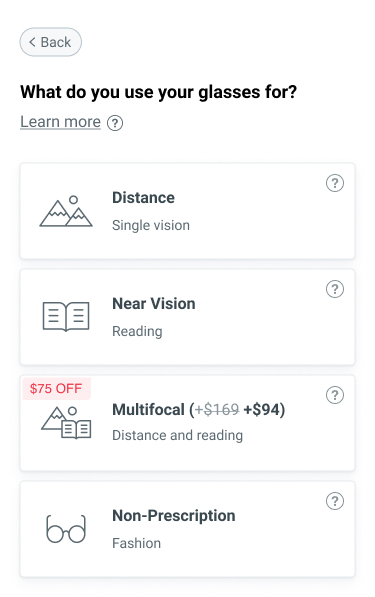 < Back
What do you use your glasses for?
Learn more ?
?
Distance
Single vision
?
Near Vision
Reading
$75 OFF
?
Multifocal (+$169 +$94)
Distance and reading
?
Non-Prescription
Fashion